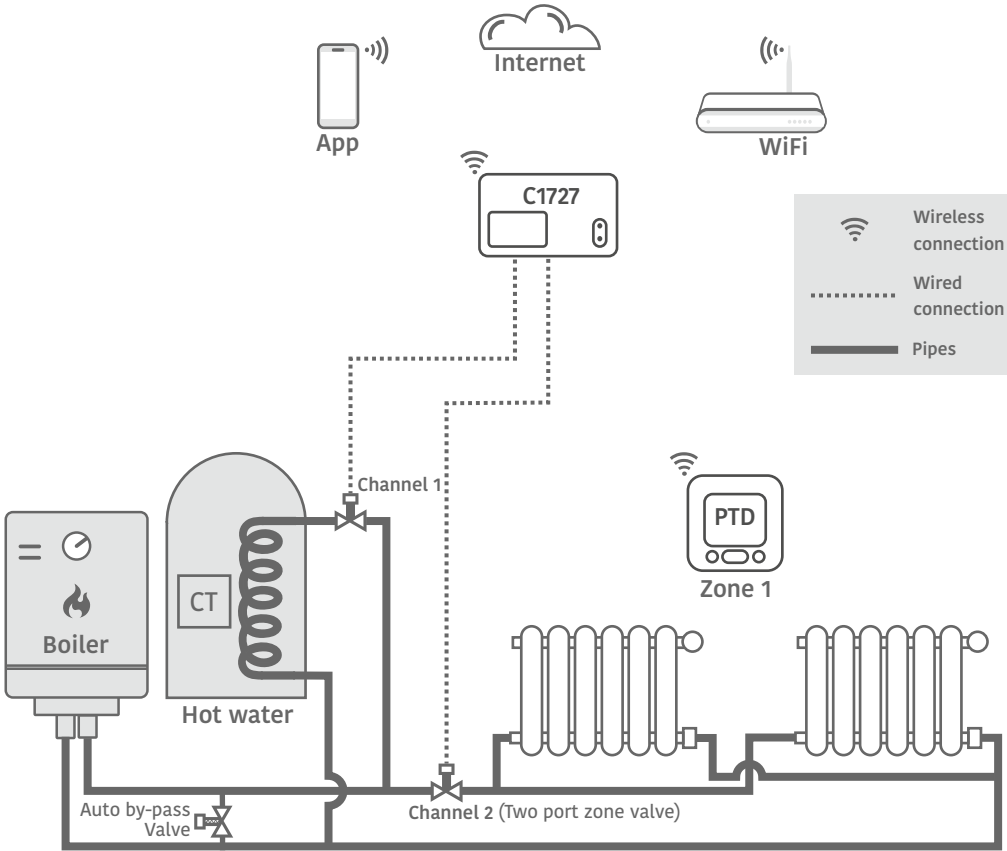 Internet
App
WiFi
C1727
Wireless
connection
Wired
connection
Pipes
Channel 1
PTD
Zone 1
CT
Boiler
Hot water
Auto by-pass
Valve
Channel 2 (Two port zone valve)